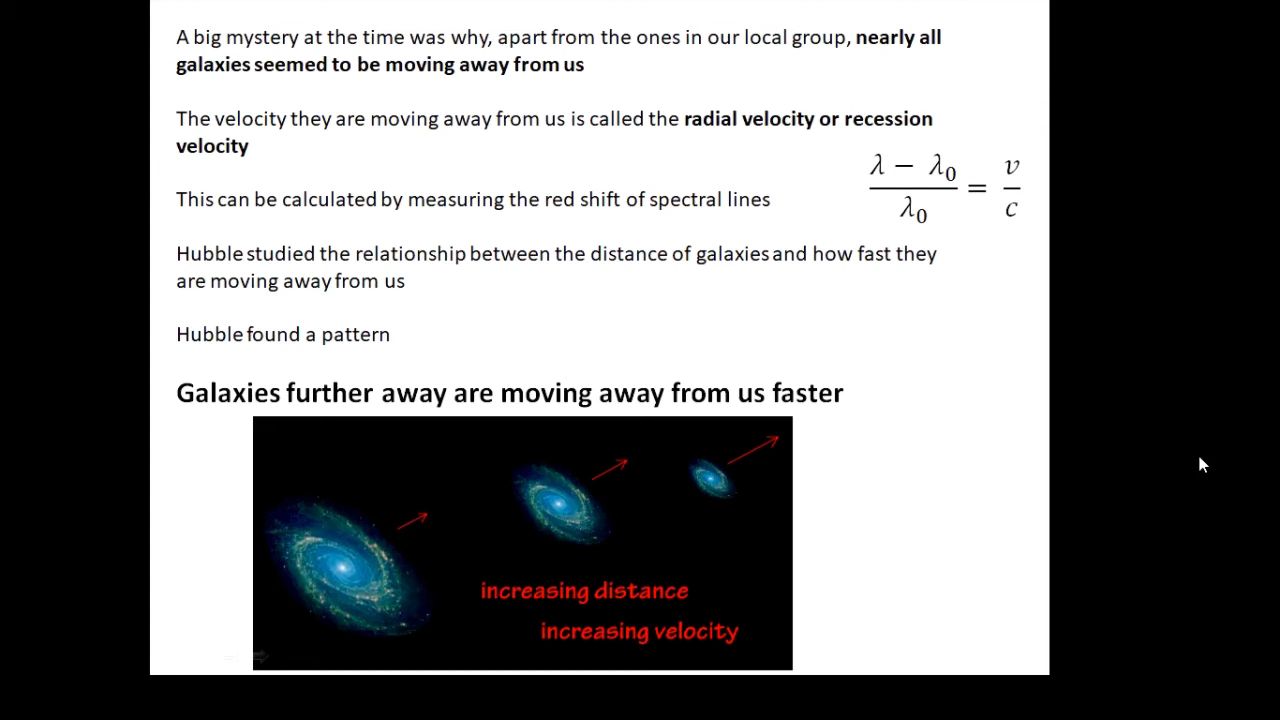 A big mystery at the time was why, apart from the ones in our local group, nearly all
galaxies seemed to be moving away from us
The velocity they are moving away from us is called the radial velocity or recession
velocity
This can be calculated by measuring the red shift of spectral lines
λ − λ₀ / λ₀ = v / c
Hubble studied the relationship between the distance of galaxies and how fast they
are moving away from us
Hubble found a pattern
Galaxies further away are moving away from us faster
increasing distance
increasing velocity